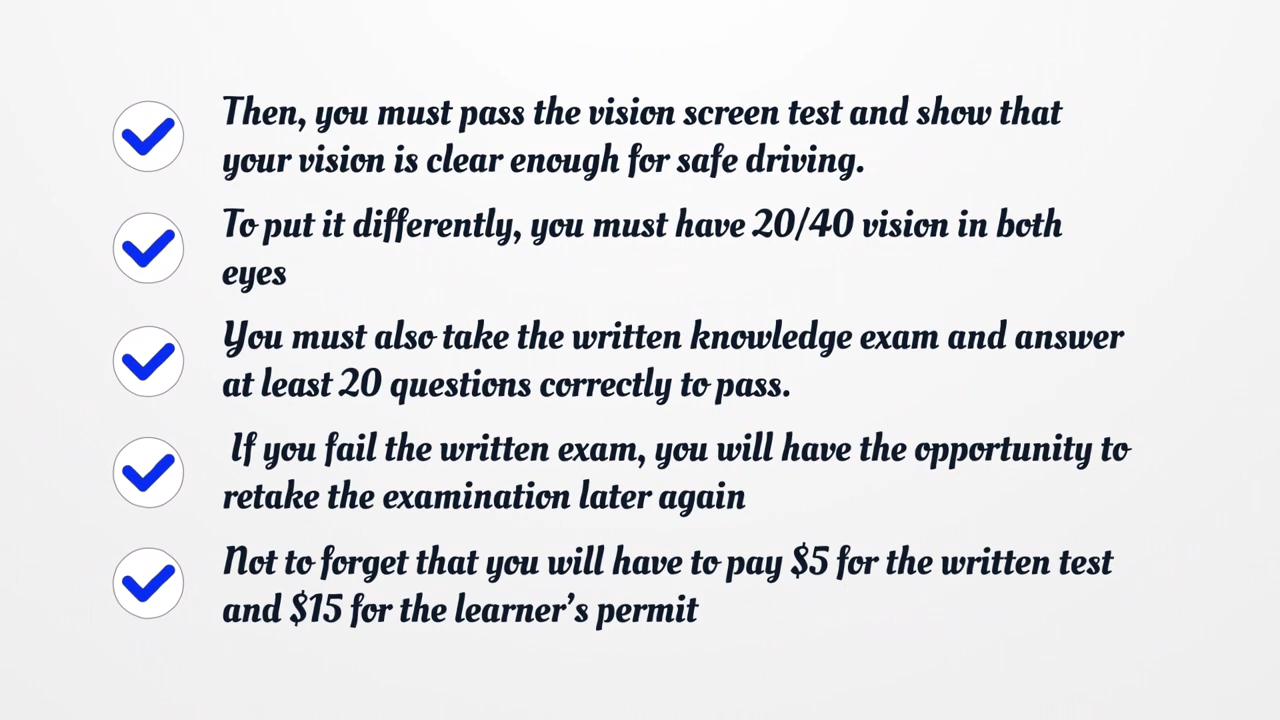 Then, you must pass the vision screen test and show that
your vision is clear enough for safe driving.
To put it differently, you must have 20/40 vision in both
eyes
You must also take the written knowledge exam and answer
at least 20 questions correctly to pass.
If you fail the written exam, you will have the opportunity to
retake the examination later again
Not to forget that you will have to pay $5 for the written test
and $15 for the learner’s permit